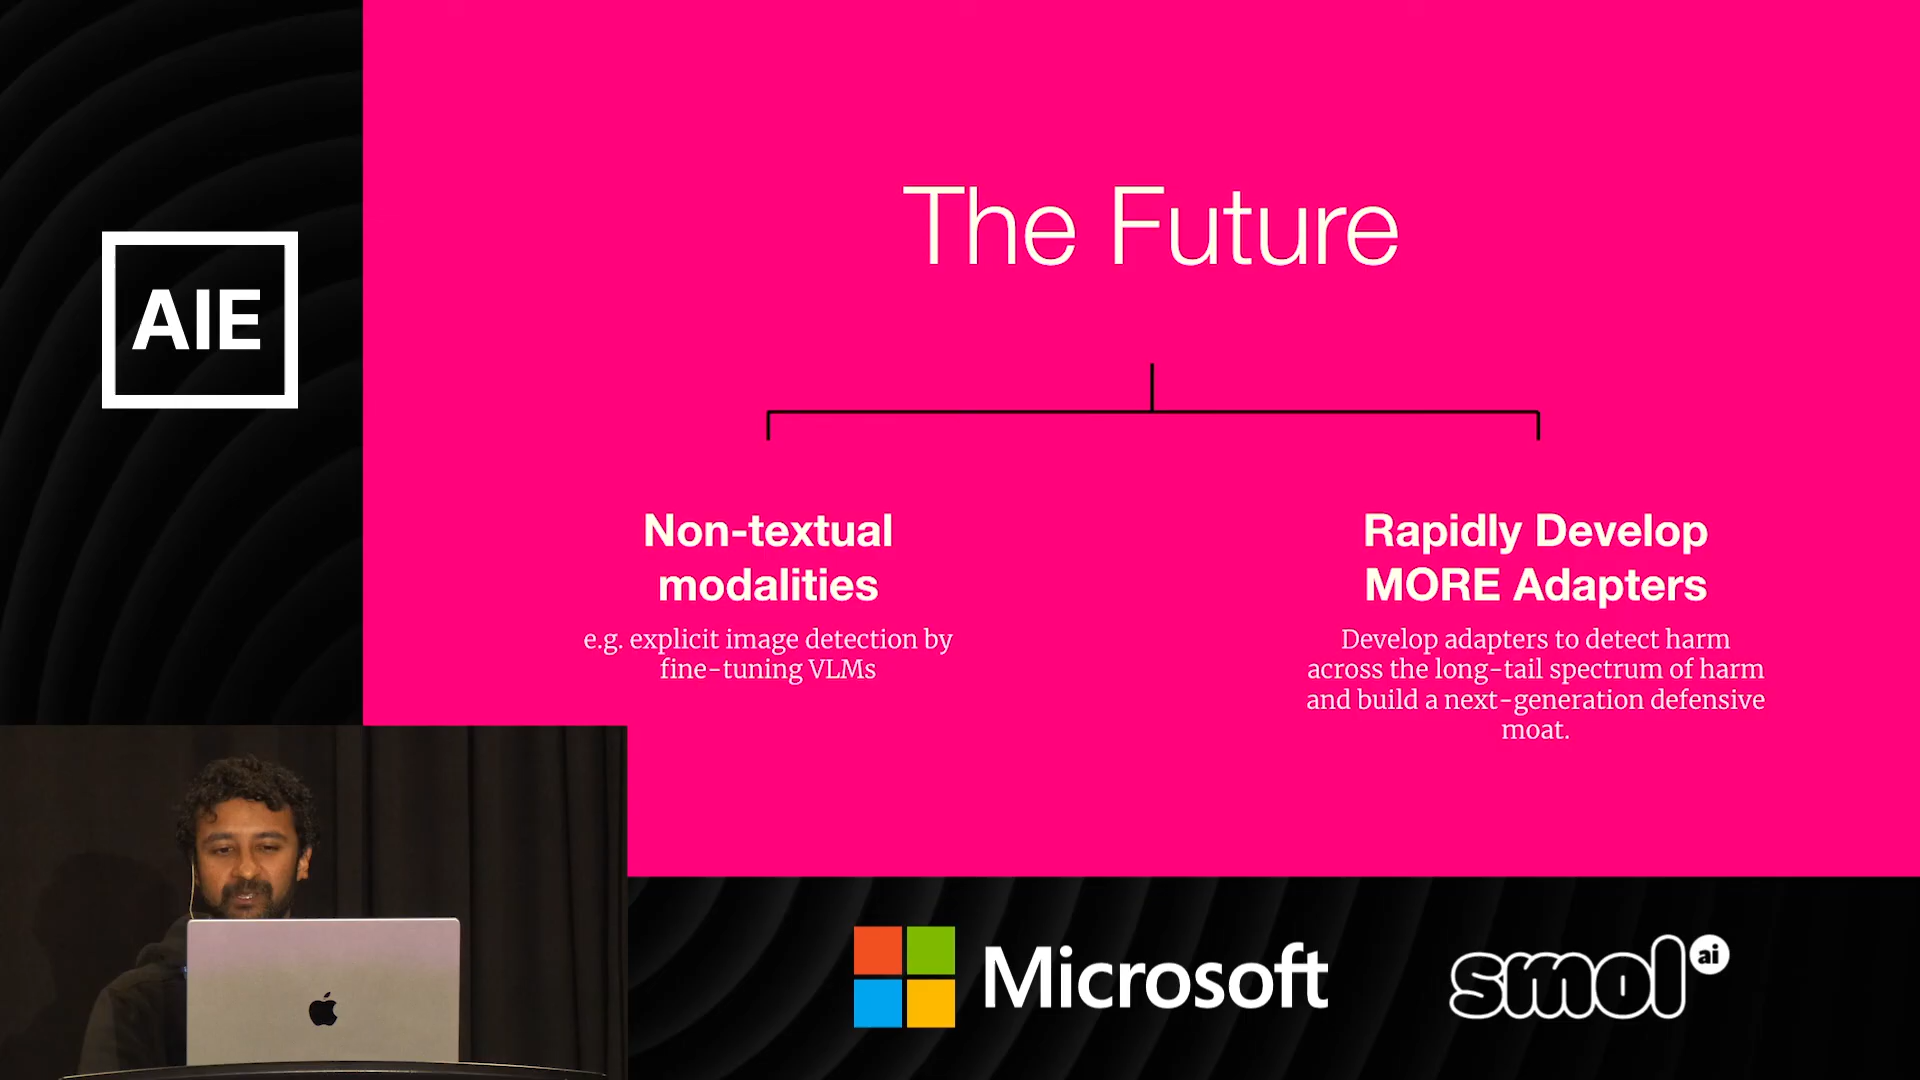 AIE
The Future
Non-textual
modalities
e.g. explicit image detection by
fine-tuning VLMs
Rapidly Develop
MORE Adapters
Develop adapters to detect harm
across the long-tail spectrum of harm
and build a next-generation defensive
moat.
Microsoft
smol ai